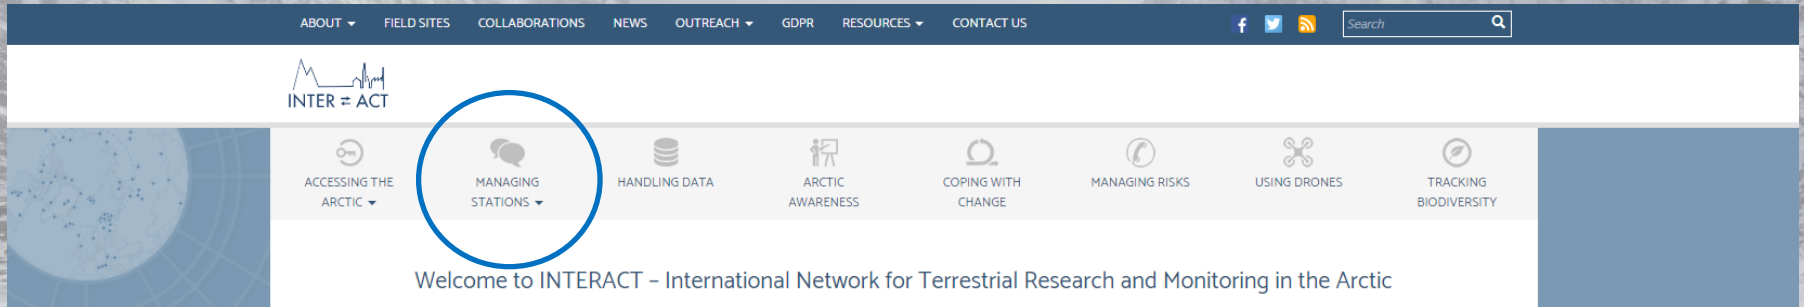 ABOUT FIELD SITES COLLABORATIONS NEWS OUTREACH GDPR RESOURCES CONTACT US Search
INTER ⇄ ACT
ACCESSING THE
ARCTIC
MANAGING
STATIONS
HANDLING DATA
ARCTIC
AWARENESS
COPING WITH
CHANGE
MANAGING RISKS
USING DRONES
TRACKING
BIODIVERSITY
Welcome to INTERACT – International Network for Terrestrial Research and Monitoring in the Arctic